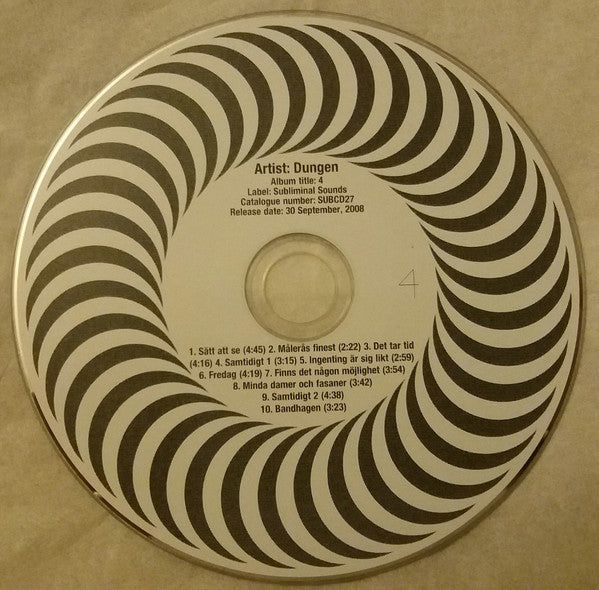 Artist: Dungen
Album title: 4
Label: Subliminal Sounds
Catalogue number: SUBCD27
Release date: 30 September, 2008
4
1. Sätt att se (4:45) 2. Målerås finest (2:22) 3. Det tar tid
(4:16) 4. Samtidigt 1 (3:15) 5. Ingenting är sig likt (2:59)
6. Fredag (4:19) 7. Finns det någon möjlighet (3:54)
8. Minda damer och fasaner (3:42)
9. Samtidigt 2 (4:38)
10. Bandhagen (3:23)